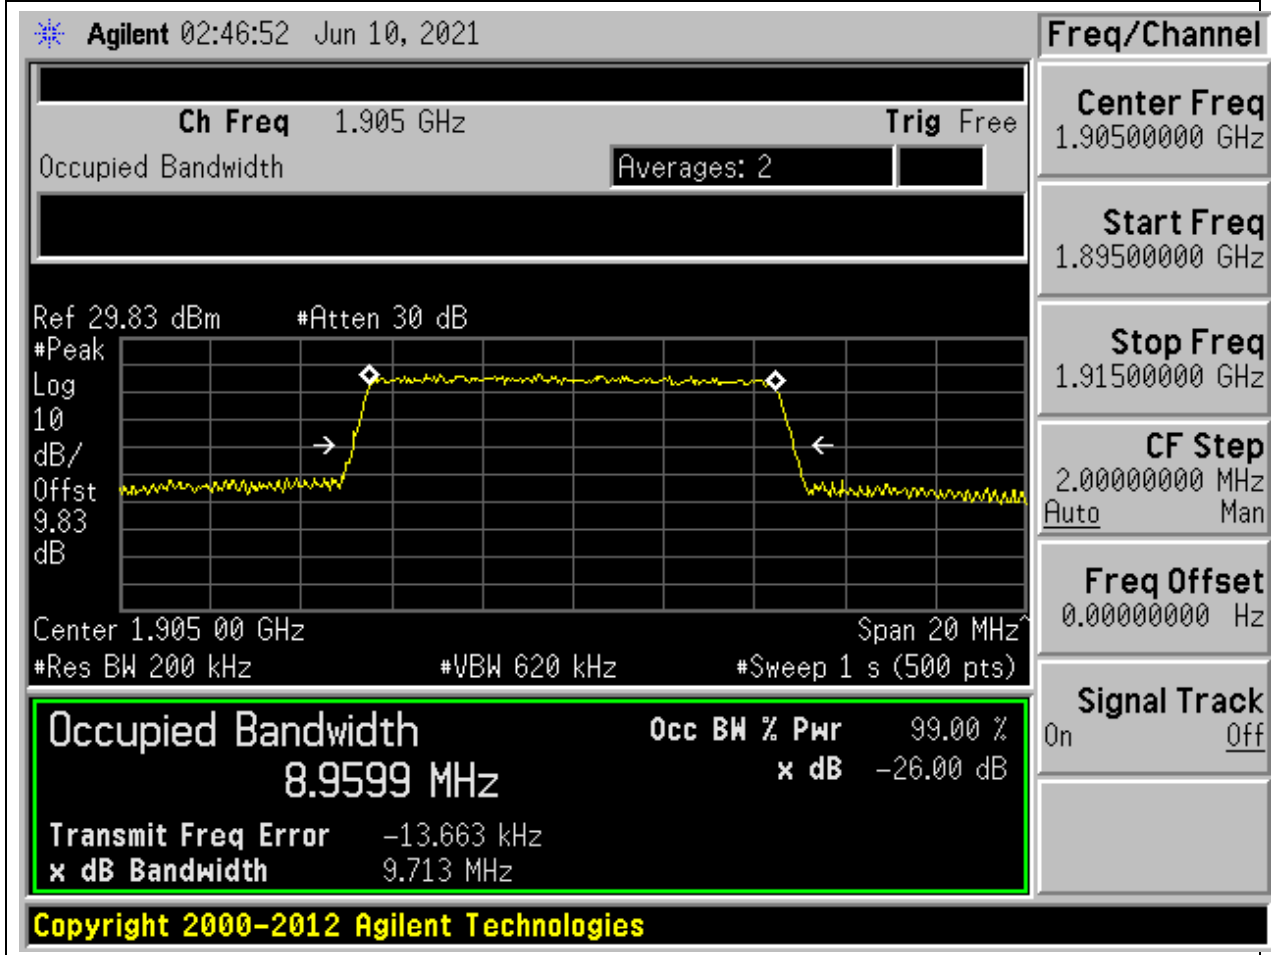 Agilent 02:46:52 Jun 10, 2021
Freq/Channel
Ch Freq 1.905 GHz Trig Free
Occupied Bandwidth Averages: 2
Center Freq
1.90500000 GHz
Start Freq
1.89500000 GHz
Stop Freq
1.91500000 GHz
CF Step
2.00000000 MHz
Auto Man
Freq Offset
0.00000000 Hz
Signal Track
On Off
Ref 29.83 dBm #Atten 30 dB
#Peak
Log
10
dB/
Offst
9.83
dB
Center 1.905 00 GHz Span 20 MHz^
#Res BW 200 kHz #VBW 620 kHz #Sweep 1 s (500 pts)
Occupied Bandwidth Occ BW % Pwr 99.00 %
8.9599 MHz x dB -26.00 dB
Transmit Freq Error -13.663 kHz
x dB Bandwidth 9.713 MHz
Copyright 2000-2012 Agilent Technologies